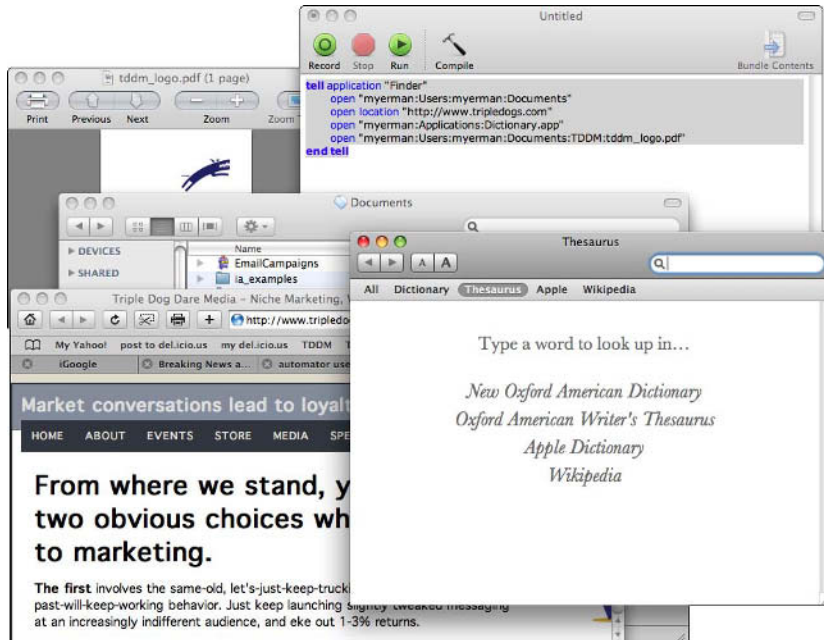 Untitled
Record Stop Run Compile Bundle Contents
tell application "Finder"
open "myerman:Users:myerman:Documents"
open location "http://www.tripledogs.com"
open "myerman:Applications:Dictionary.app"
open "myerman:Users:myerman:Documents:TDDM:tddm_logo.pdf"
end tell
tddm_logo.pdf (1 page)
Print Previous Next Zoom Zoom
Documents
DEVICES
SHARED
Name
EmailCampaigns
ia_examples
Thesaurus
A A
All Dictionary Thesaurus Apple Wikipedia
Type a word to look up in...
New Oxford American Dictionary
Oxford American Writer's Thesaurus
Apple Dictionary
Wikipedia
Triple Dog Dare Media – Niche Marketing,
http://www.tripledo
My Yahoo! post to del.icio.us my del.icio.us TDDM
iGoogle Breaking News a... automator use
Market conversations lead to loyalt
HOME ABOUT EVENTS STORE MEDIA SPE
From where we stand, y
two obvious choices wh
to marketing.
The first involves the same-old, let's-just-keep-trucki
past-will-keep-working behavior. Just keep launching slightly tweaked messaging
at an increasingly indifferent audience, and eke out 1-3% returns.